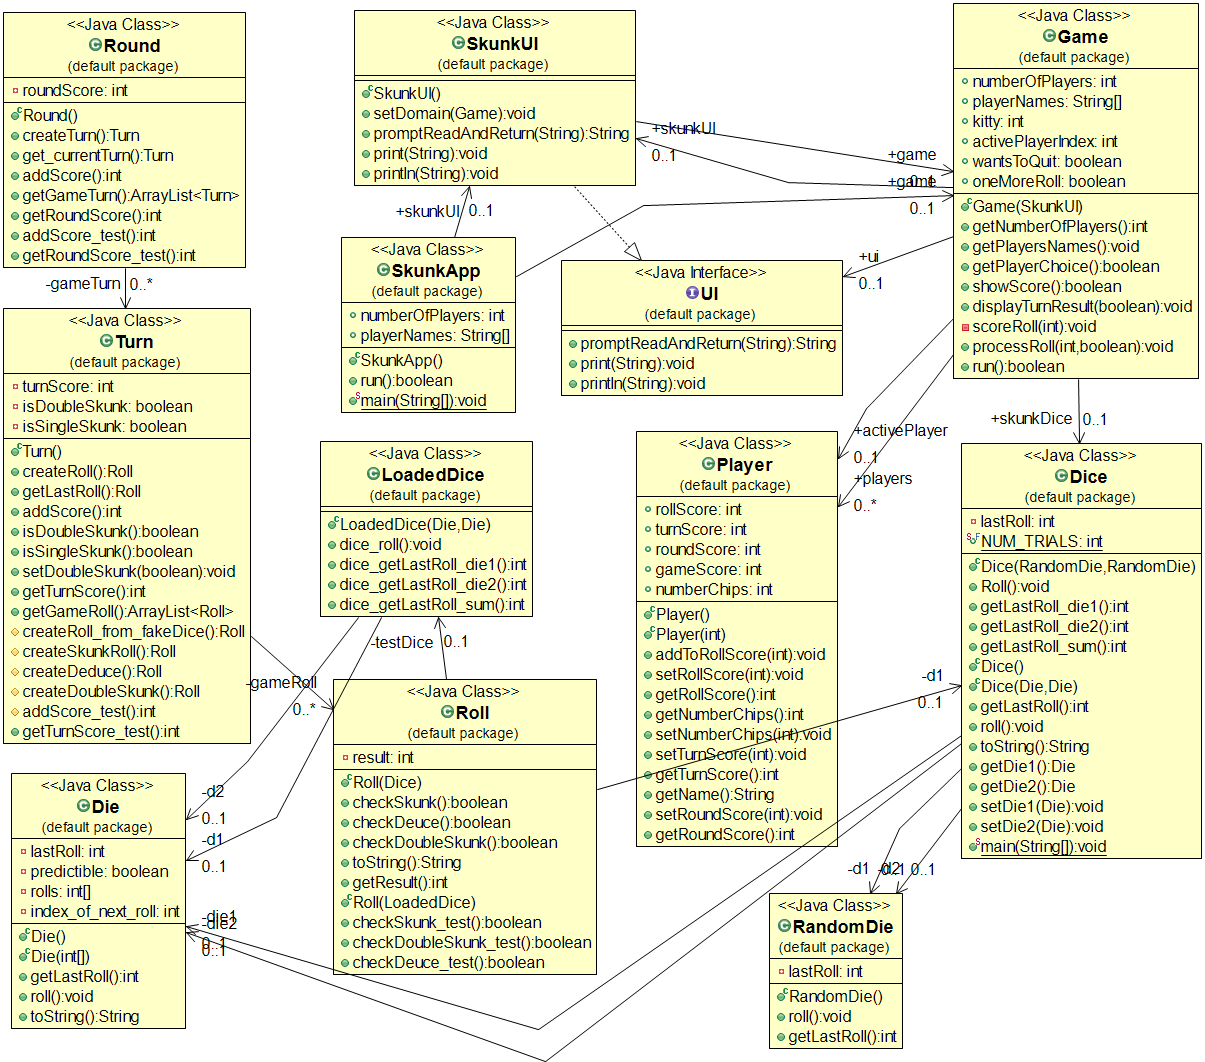 <<Java Class>>
Round
(default package)
roundScore: int
Round()
createTurn():Turn
get_currentTurn():Turn
addScore():int
getGameTurn():ArrayList<Turn>
getRoundScore():int
addScore_test():int
getRoundScore_test():int
-gameTurn
0..*
<<Java Class>>
SkunkUI
(default package)
SkunkUI()
setDomain(Game):void
promptReadAndReturn(String):String
print(String):void
println(String):void
+skunkUI
0..1
+game
0..1
+game
0..1
+skunkUI
0..1
<<Java Class>>
Game
(default package)
numberOfPlayers: int
playerNames: String[]
kitty: int
activePlayerIndex: int
wantsToQuit: boolean
oneMoreRoll: boolean
Game(SkunkUI)
getNumberOfPlayers():int
getPlayersNames():void
getPlayerChoice():boolean
showScore():boolean
displayTurnResult(boolean):void
scoreRoll(int):void
processRoll(int,boolean):void
run():boolean
<<Java Class>>
SkunkApp
(default package)
numberOfPlayers: int
playerNames: String[]
SkunkApp()
run():boolean
main(String[]):void
<<Java Interface>>
UI
(default package)
promptReadAndReturn(String):String
print(String):void
println(String):void
+ui
0..1
+activePlayer
0..1
+players
0..*
+skunkDice
0..1
<<Java Class>>
Turn
(default package)
turnScore: int
isDoubleSkunk: boolean
isSingleSkunk: boolean
Turn()
createRoll():Roll
getLastRoll():Roll
addScore():int
isDoubleSkunk():boolean
isSingleSkunk():boolean
setDoubleSkunk(boolean):void
getTurnScore():int
getGameRoll():ArrayList<Roll>
createRoll_from_fakeDice():Roll
createSkunkRoll():Roll
createDeduce():Roll
createDoubleSkunk():Roll
addScore_test():int
getTurnScore_test():int
-gameRoll
0..*
<<Java Class>>
LoadedDice
(default package)
LoadedDice(Die,Die)
dice_roll():void
dice_getLastRoll_die1():int
dice_getLastRoll_die2():int
dice_getLastRoll_sum():int
-testDice
0..1
<<Java Class>>
Player
(default package)
rollScore: int
turnScore: int
roundScore: int
gameScore: int
numberChips: int
Player()
Player(int)
addToRollScore(int):void
setRollScore(int):void
getRollScore():int
getNumberChips():int
setNumberChips(int):void
setTurnScore(int):void
getTurnScore():int
getName():String
setRoundScore(int):void
getRoundScore():int
<<Java Class>>
Dice
(default package)
lastRoll: int
NUM_TRIALS: int
Dice(RandomDie,RandomDie)
Roll():void
getLastRoll_die1():int
getLastRoll_die2():int
getLastRoll_sum():int
Dice()
Dice(Die,Die)
getLastRoll():int
roll():void
toString():String
getDie1():Die
getDie2():Die
setDie1(Die):void
setDie2(Die):void
main(String[]):void
-d1
0..1
<<Java Class>>
Roll
(default package)
result: int
Roll(Dice)
checkSkunk():boolean
checkDeuce():boolean
checkDoubleSkunk():boolean
toString():String
getResult():int
Roll(LoadedDice)
checkSkunk_test():boolean
checkDoubleSkunk_test():boolean
checkDeuce_test():boolean
<<Java Class>>
Die
(default package)
lastRoll: int
predictible: boolean
rolls: int[]
index_of_next_roll: int
Die()
Die(int[])
getLastRoll():int
roll():void
toString():String
-d2
0..1
-d1
0..1
-die1
-die2
0..1
0..1
-d1
-d2
0..1
0..1
<<Java Class>>
RandomDie
(default package)
lastRoll: int
RandomDie()
roll():void
getLastRoll():int